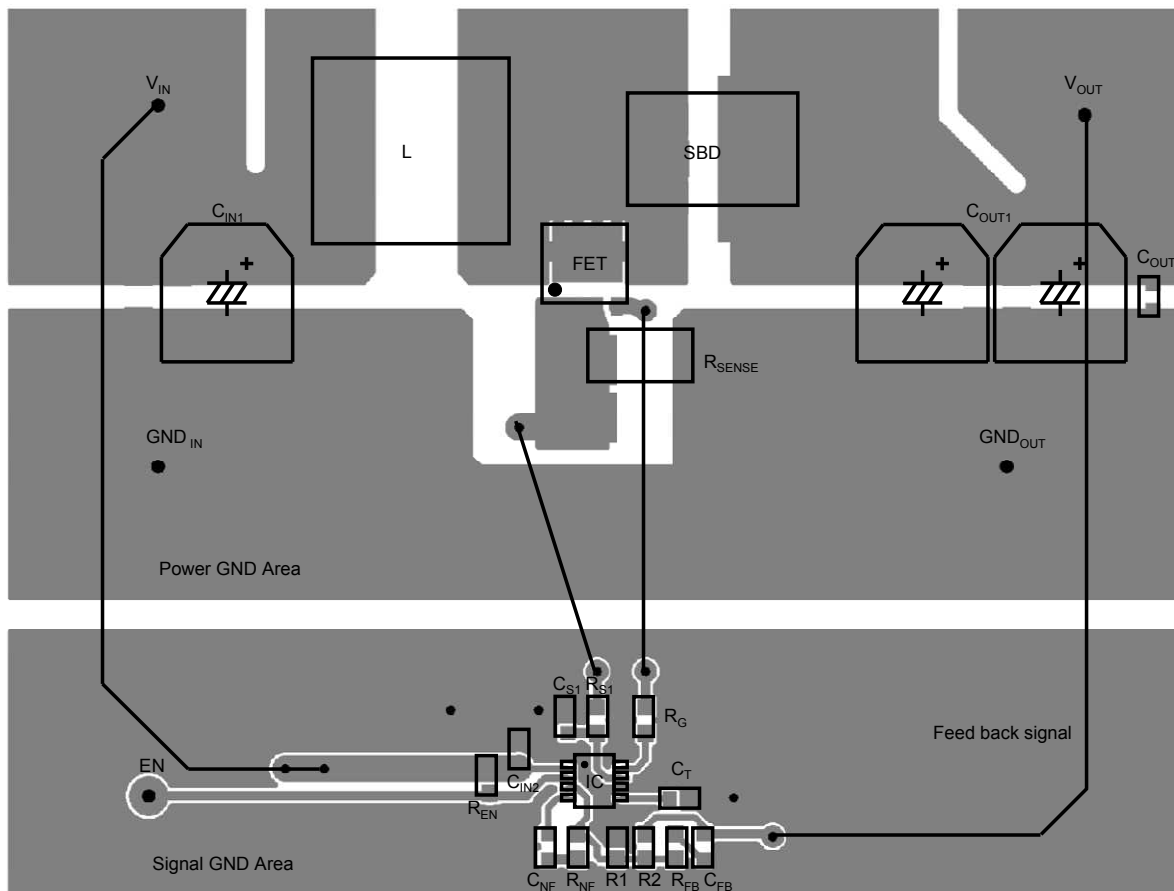 V_IN
V_OUT
L
SBD
C_IN1
+
FET
C_OUT1
+
+
C_OUT
R_SENSE
GND_IN
GND_OUT
Power GND Area
C_S1 R_S1
R_G
Feed back signal
EN
C_IN2
IC
C_T
R_EN
Signal GND Area
C_NF R_NF R1 R2 R_FB C_FB